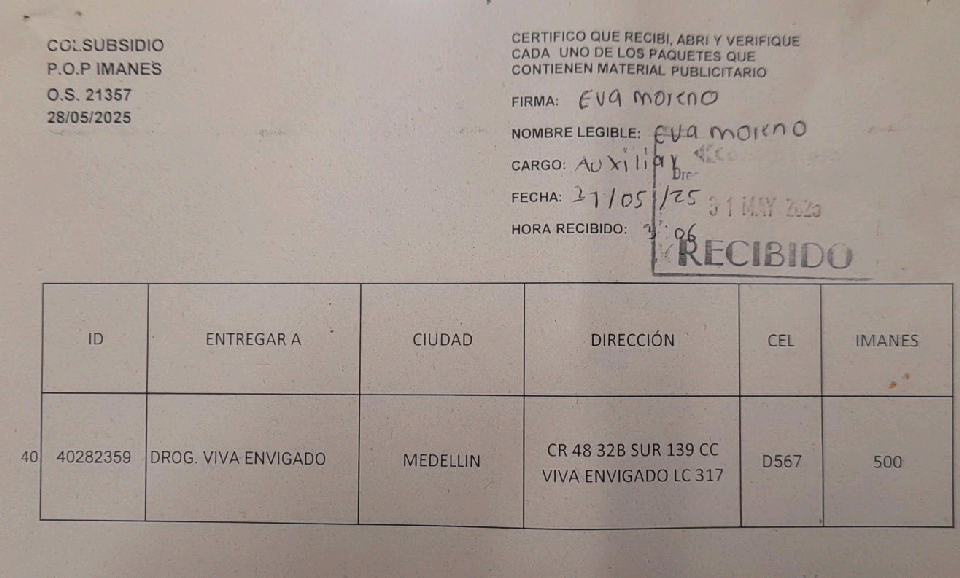 COLSUBSIDIO
P.O.P IMANES
O.S. 21357
28/05/2025
CERTIFICO QUE RECIBI, ABRI Y VERIFIQUE
CADA UNO DE LOS PAQUETES QUE
CONTIENEN MATERIAL PUBLICITARIO
FIRMA: Eva moreno
NOMBRE LEGIBLE: Eva moreno
CARGO: Auxiliar
FECHA: 31/05/25
31 MAY 2025
HORA RECIBIDO: 3:06
RECIBIDO
ID ENTREGAR A CIUDAD DIRECCIÓN CEL IMANES
40 40282359 DROG. VIVA ENVIGADO MEDELLIN CR 48 32B SUR 139 CC D567 500
VIVA ENVIGADO LC 317